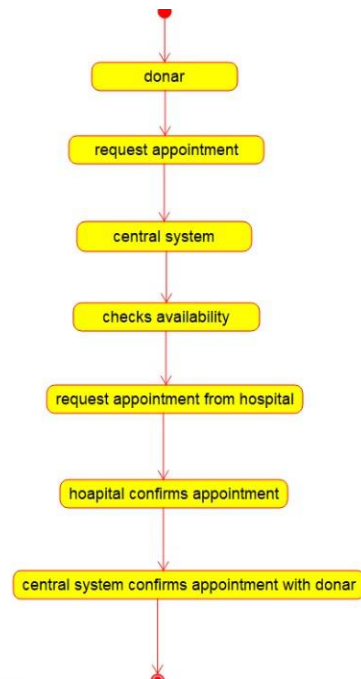 donar
request appointment
central system
checks availability
request appointment from hospital
hoapital confirms appointment
central system confirms appointment with donar